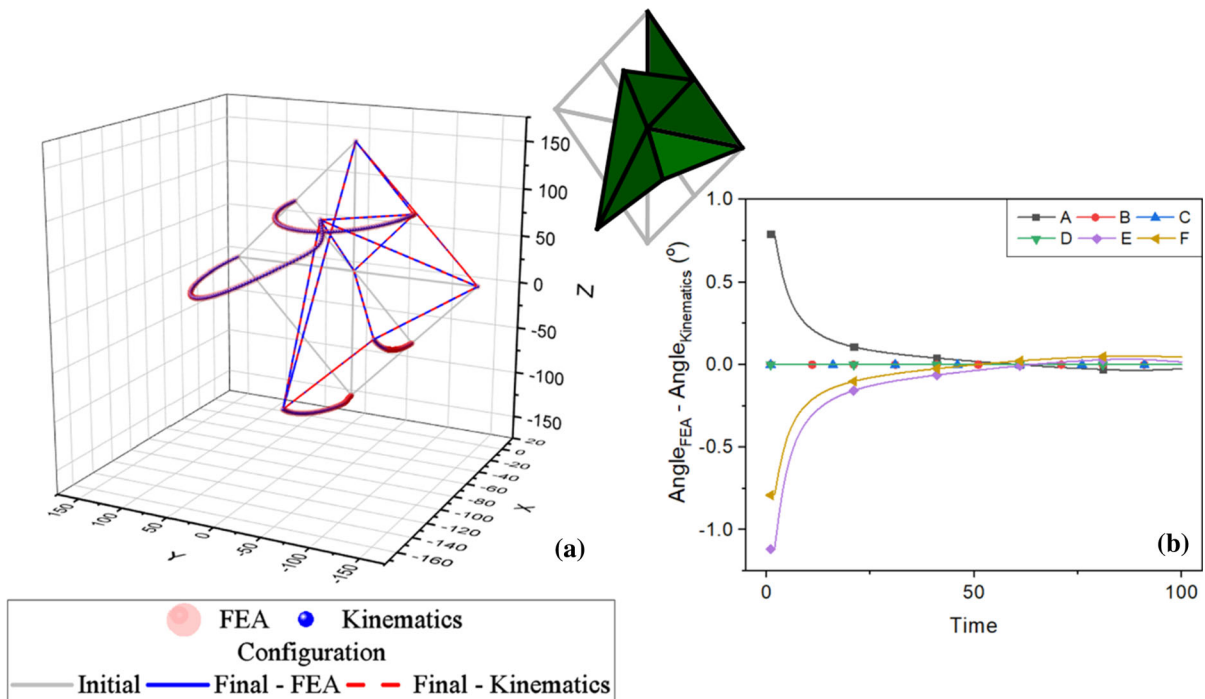 150
100
50
0
-50
-100
-150
Z
20
0
-20
-40
-60
-80
-100
-120
-140
-160
X
150
100
50
0
-50
-100
-150
Y
(a)
FEA Kinematics
Configuration
Initial Final - FEA Final - Kinematics
1.0
0.5
0.0
-0.5
-1.0
Angle_FEA - Angle_Kinematics (º)
A B C
D E F
(b)
0 50 100
Time